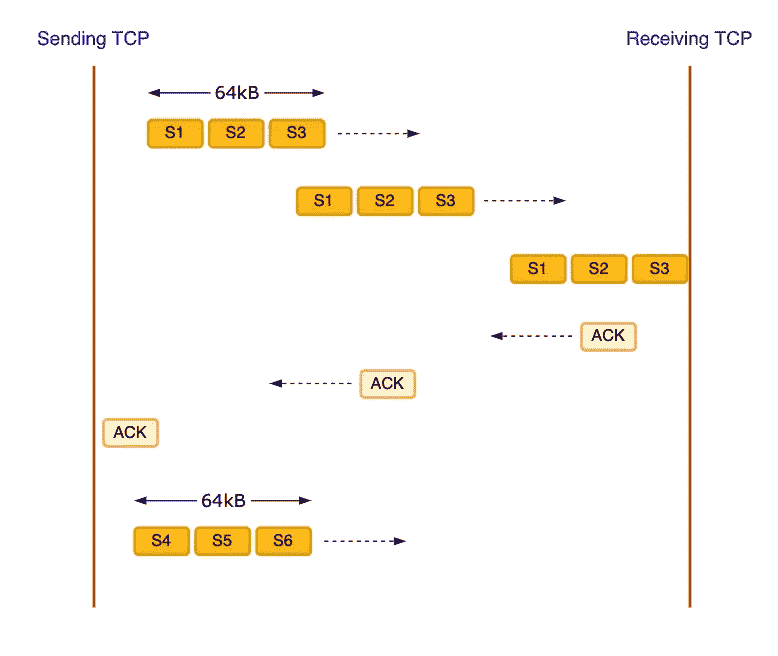 Sending TCP
Receiving TCP
64kB
S1 S2 S3
S1 S2 S3
S1 S2 S3
ACK
ACK
ACK
64kB
S4 S5 S6